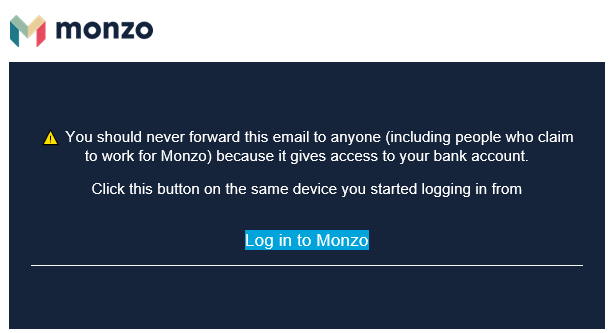 monzo
You should never forward this email to anyone (including people who claim
to work for Monzo) because it gives access to your bank account.
Click this button on the same device you started logging in from
Log in to Monzo